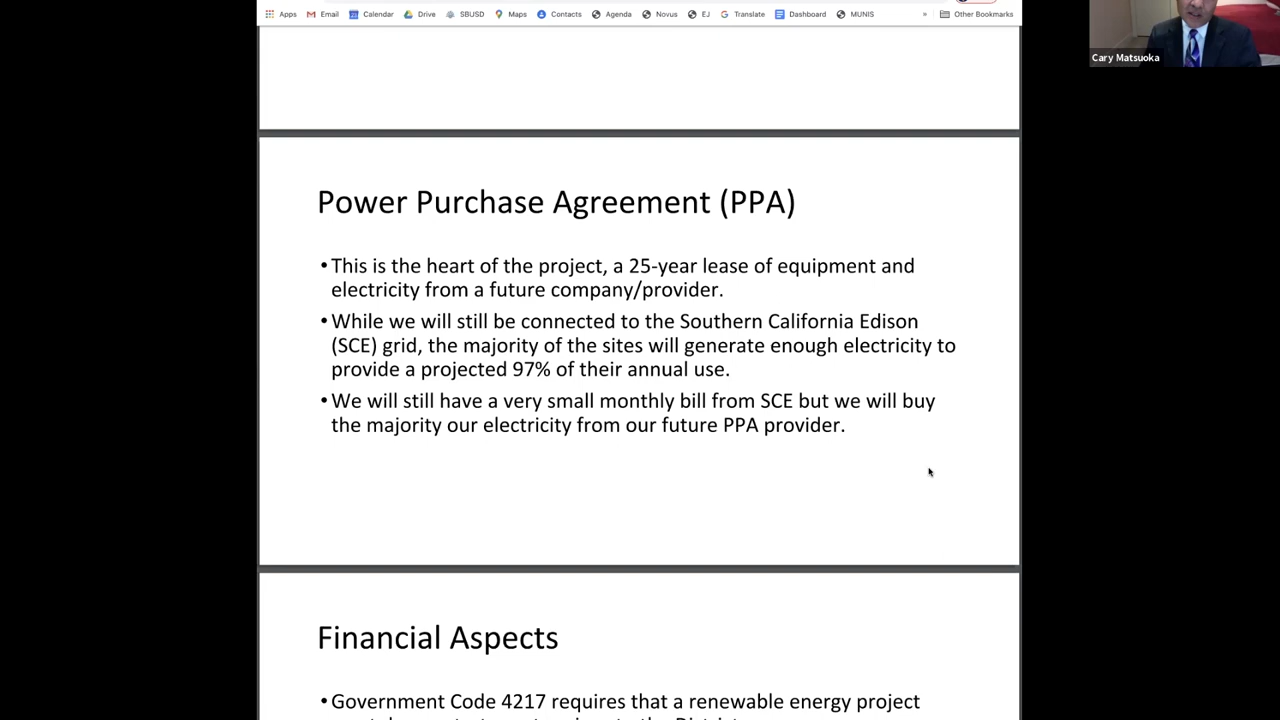 Apps Email Calendar Drive SBUSD Maps Contacts Agenda Novus EJ Translate Dashboard MUNIS » Other Bookmarks
Cary Matsuoka
Power Purchase Agreement (PPA)
•This is the heart of the project, a 25-year lease of equipment and
electricity from a future company/provider.
•While we will still be connected to the Southern California Edison
(SCE) grid, the majority of the sites will generate enough electricity to
provide a projected 97% of their annual use.
•We will still have a very small monthly bill from SCE but we will buy
the majority our electricity from our future PPA provider.
Financial Aspects
•Government Code 4217 requires that a renewable energy project